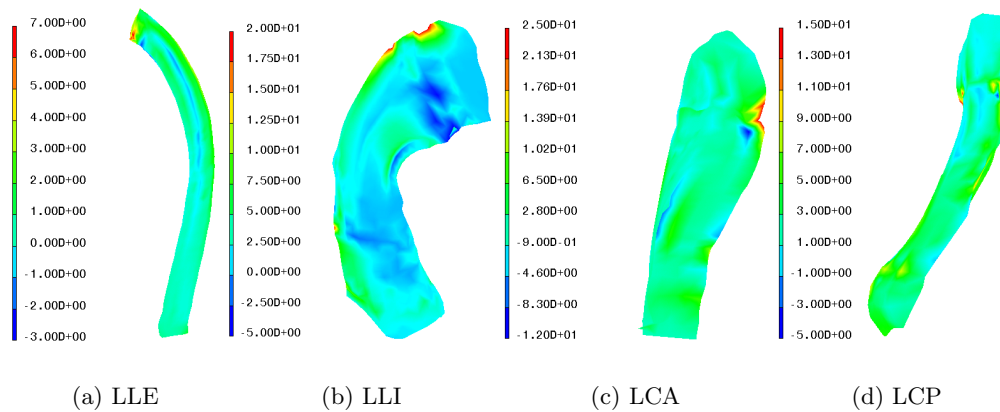 7.00D+00
6.00D+00
5.00D+00
4.00D+00
3.00D+00
2.00D+00
1.00D+00
0.00D+00
-1.00D+00
-2.00D+00
-3.00D+00
2.00D+01
1.75D+01
1.50D+01
1.25D+01
1.00D+01
7.50D+00
5.00D+00
2.50D+00
0.00D+00
-2.50D+00
-5.00D+00
2.50D+01
2.13D+01
1.76D+01
1.39D+01
1.02D+01
6.50D+00
2.80D+00
-9.00D-01
-4.60D+00
-8.30D+00
-1.20D+01
1.50D+01
1.30D+01
1.10D+01
9.00D+00
7.00D+00
5.00D+00
3.00D+00
1.00D+00
-1.00D+00
-3.00D+00
-5.00D+00
(a) LLE
(b) LLI
(c) LCA
(d) LCP